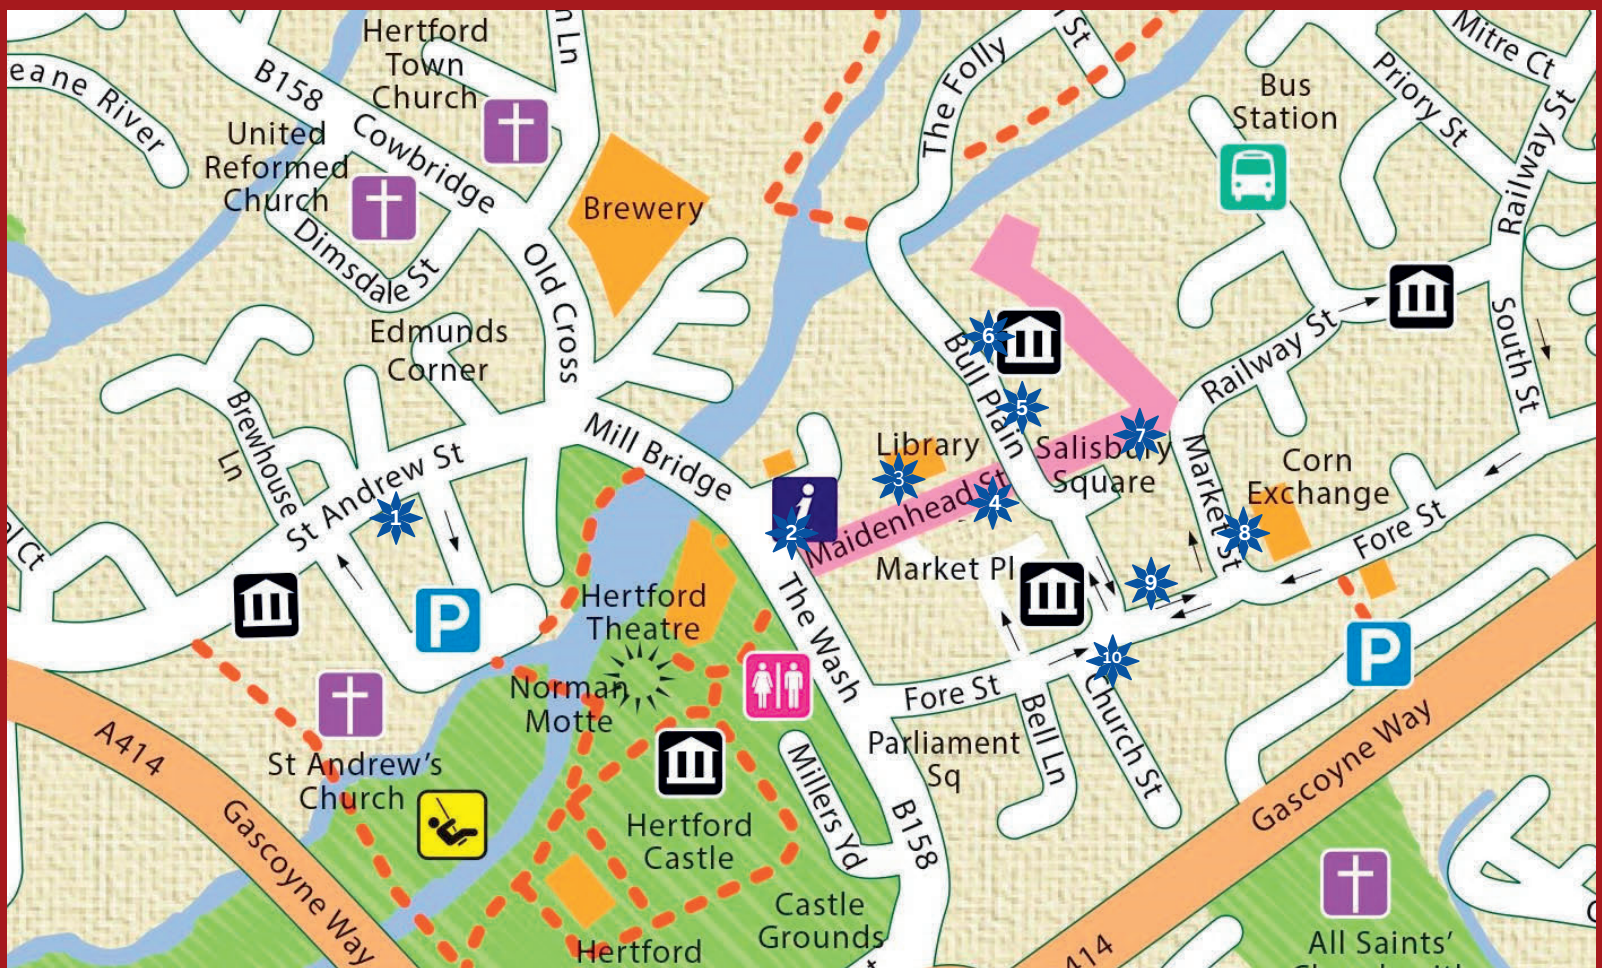 Hertford
Town
Church
B158
Cowbridge
United
Reformed
Church
eane River
n Ln
Brewery
Dimsdale St
Old Cross
Edmunds
Corner
Brewhouse
Ln
St Andrew St
1
Mill Bridge
The Folly
St
Bus
Station
Mitre Ct
Priory St
Railway St
Railway St
South St
6
Bull Plain
5
Library
3
7
Salisbury
Square
4
Maidenhead St
i
2
Market Pl
Market St
Corn
Exchange
8
Fore St
9
10
P
P
Hertford
Theatre
Norman
Motte
The Wash
Fore St
Bell Ln
Church St
Parliament
Sq
Millers Yd
B158
St Andrew's
Church
A414
Gascoyne Way
Hertford
Castle
Castle
Grounds
Hertford
Gascoyne Way
414
All Saints'